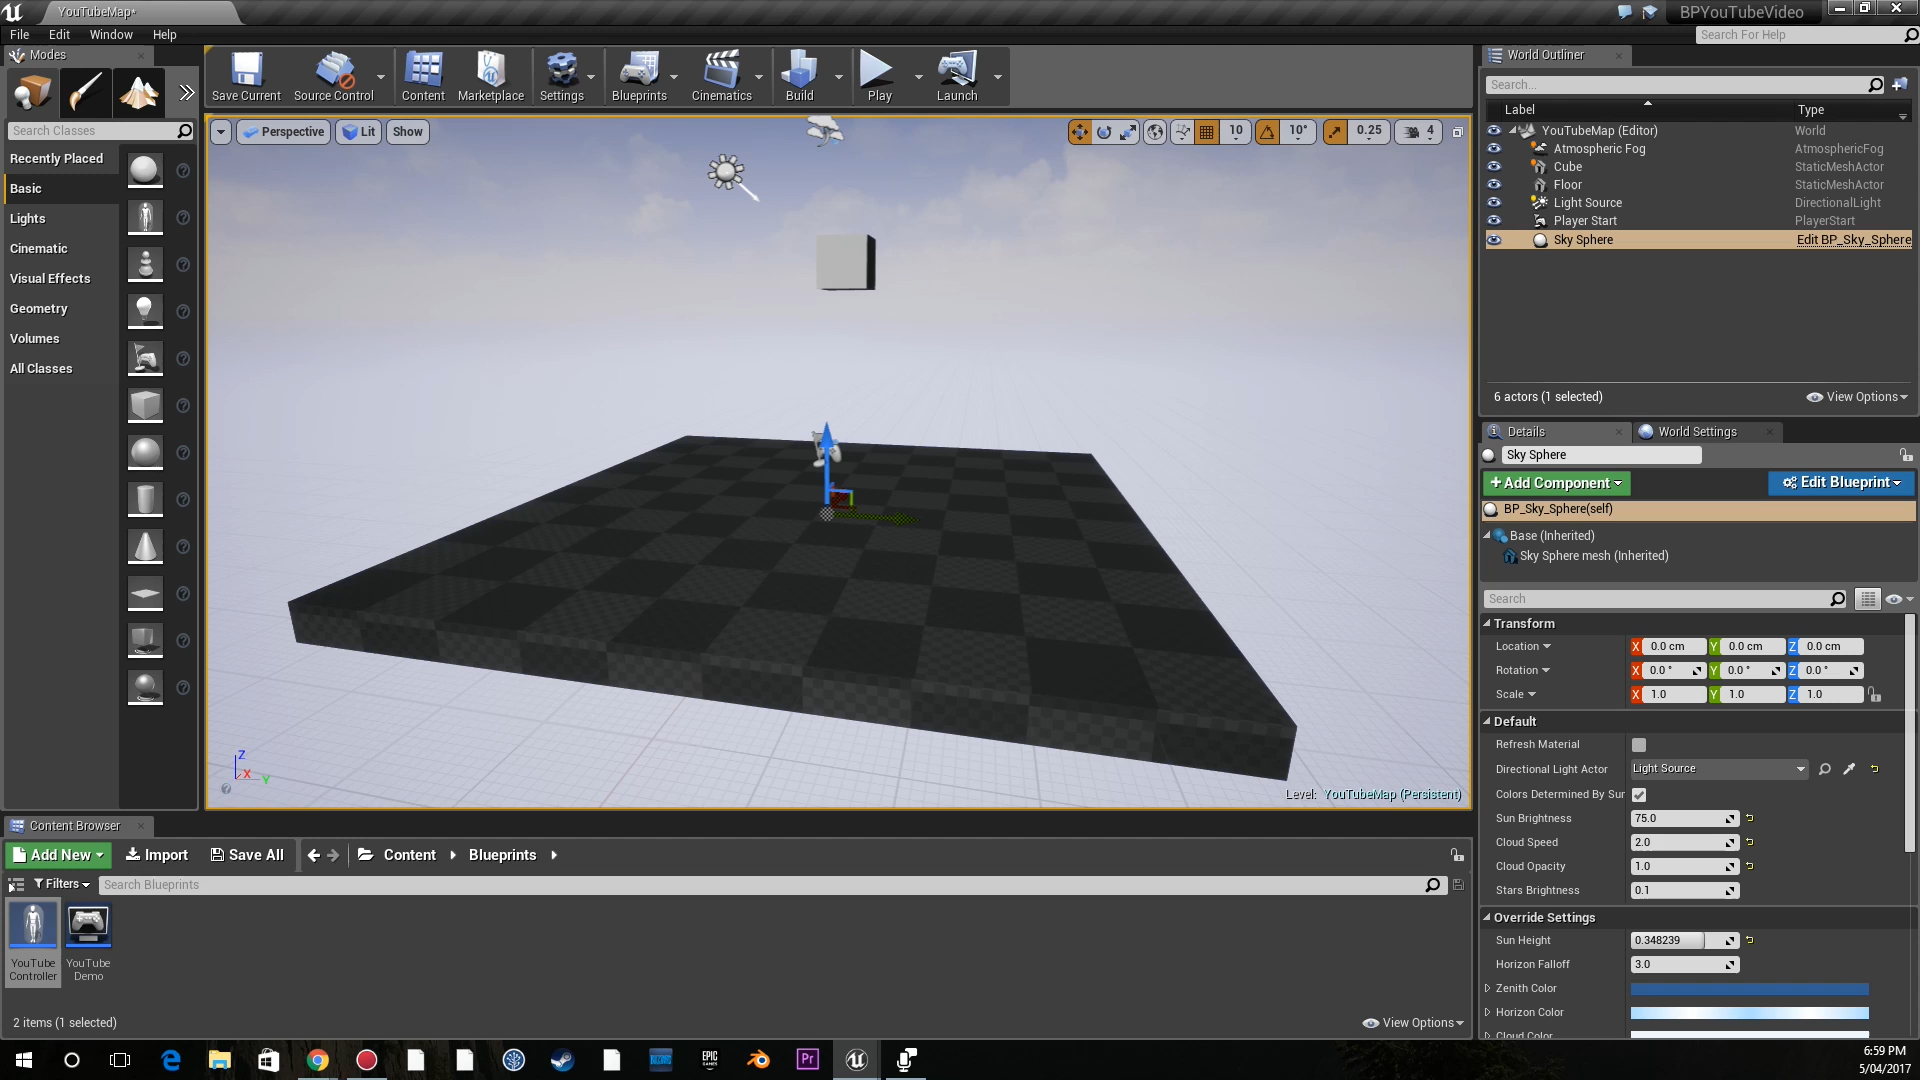 YouTubeMap*
BPYouTubeVideo
File Edit Window Help
Search For Help
Modes
Search Classes
Recently Placed
Basic
Lights
Cinematic
Visual Effects
Geometry
Volumes
All Classes
Save Current Source Control Content Marketplace Settings Blueprints Cinematics Build Play Launch
Perspective Lit Show
10 10° 0.25 4
Level: YouTubeMap (Persistent)
Z
X
Y
World Outliner
Search...
Label Type
YouTubeMap (Editor) World
Atmospheric Fog AtmosphericFog
Cube StaticMeshActor
Floor StaticMeshActor
Light Source DirectionalLight
Player Start PlayerStart
Sky Sphere Edit BP_Sky_Sphere
6 actors (1 selected) View Options
Details World Settings
Sky Sphere
+Add Component Edit Blueprint
BP_Sky_Sphere(self)
Base (Inherited)
Sky Sphere mesh (Inherited)
Search
Transform
Location X 0.0 cm Y 0.0 cm Z 0.0 cm
Rotation X 0.0 ° Y 0.0 ° Z 0.0 °
Scale X 1.0 Y 1.0 Z 1.0
Default
Refresh Material
Directional Light Actor Light Source
Colors Determined By Sur
Sun Brightness 75.0
Cloud Speed 2.0
Cloud Opacity 1.0
Stars Brightness 0.1
Override Settings
Sun Height 0.348239
Horizon Falloff 3.0
Zenith Color
Horizon Color
Cloud Color
Content Browser
Add New Import Save All Content Blueprints
Filters Search Blueprints
YouTube
Controller
YouTube
Demo
2 items (1 selected) View Options
EPIC
GAMES
Pr
6:59 PM
5/04/2017